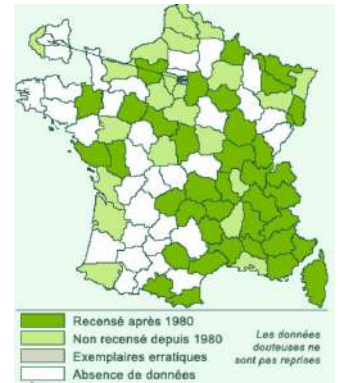 Recensé après 1980
Non recensé depuis 1980
Exemplaires erratiques
Absence de données
Les données
douteuses ne
sont pas reprises